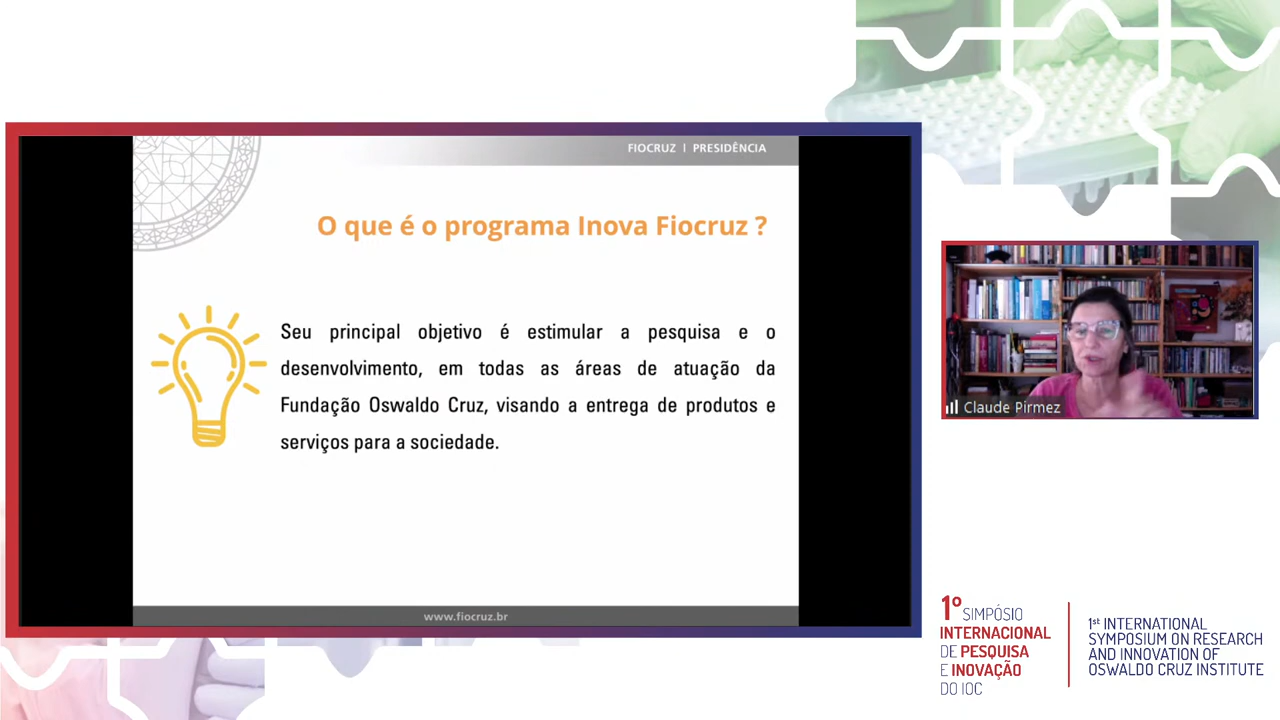 FIOCRUZ | PRESIDÊNCIA
O que é o programa Inova Fiocruz ?
Seu principal objetivo é estimular a pesquisa e o
desenvolvimento, em todas as áreas de atuação da
Fundação Oswaldo Cruz, visando a entrega de produtos e
serviços para a sociedade.
www.fiocruz.br
Claude Pirmez
1º SIMPÓSIO
INTERNACIONAL
DE PESQUISA
E INOVAÇÃO
DO IOC
1st INTERNATIONAL
SYMPOSIUM ON RESEARCH
AND INNOVATION OF
OSWALDO CRUZ INSTITUTE